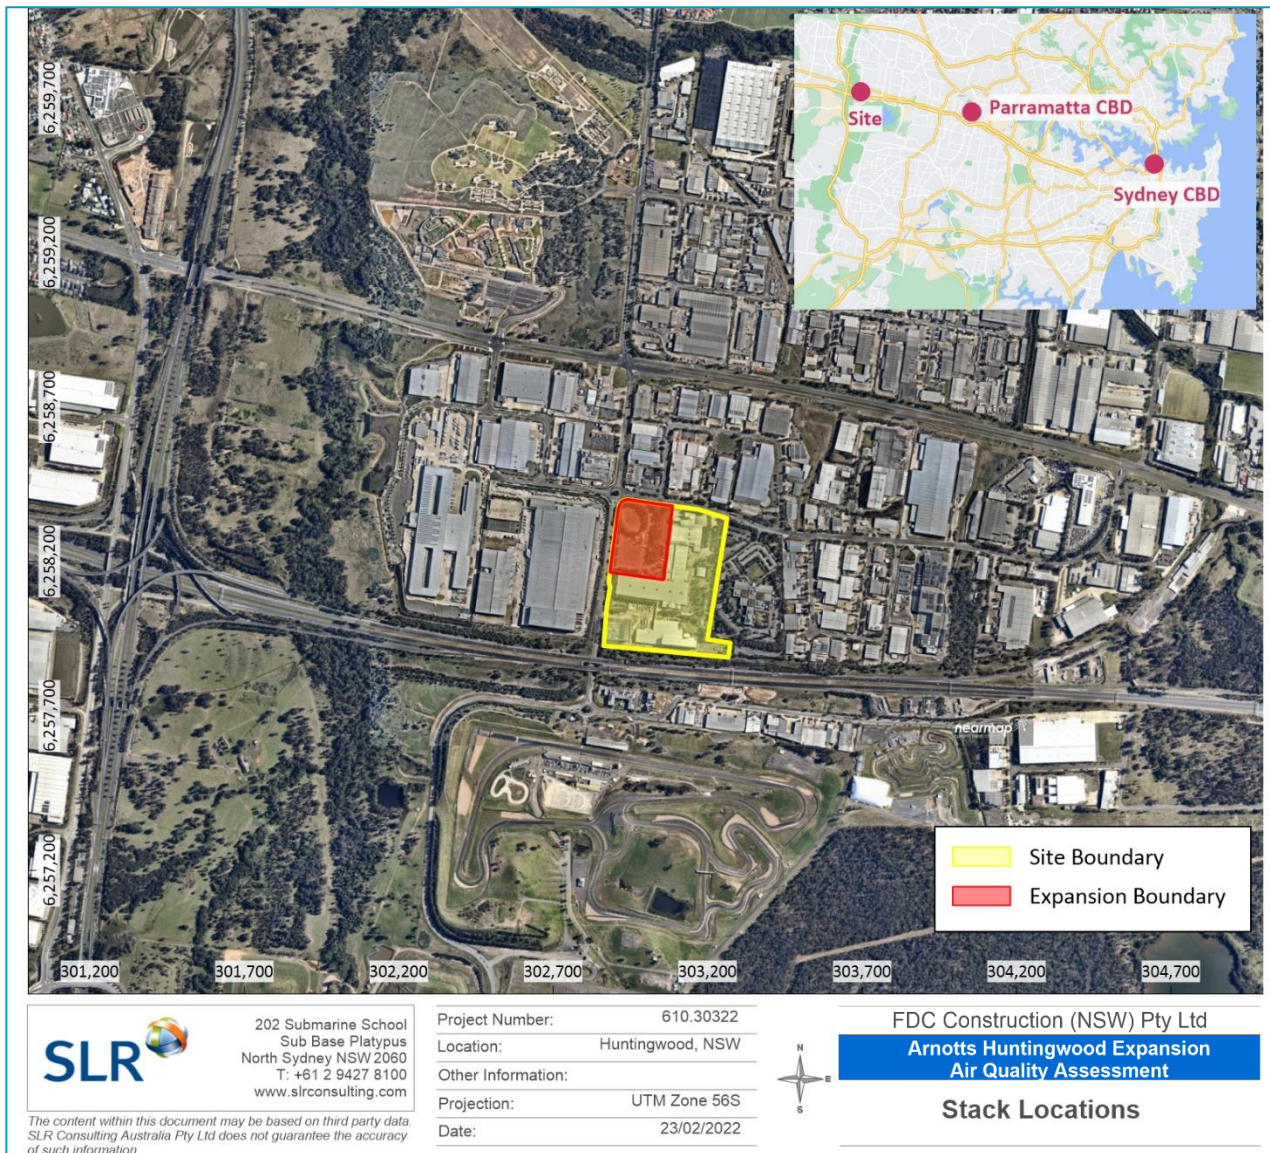 6,259,700
6,259,200
6,258,700
6,258,200
6,257,700
6,257,200
301,200
301,700
302,200
302,700
303,200
303,700
304,200
304,700
Site
Parramatta CBD
Sydney CBD
nearmap
Site Boundary
Expansion Boundary
SLR
202 Submarine School
Sub Base Platypus
North Sydney NSW 2060
T: +61 2 9427 8100
www.slrconsulting.com
The content within this document may be based on third party data.
SLR Consulting Australia Pty Ltd does not guarantee the accuracy
of such information
Project Number: 610.30322
Location: Huntingwood, NSW
Other Information:
Projection: UTM Zone 56S
Date: 23/02/2022
N
E
S
FDC Construction (NSW) Pty Ltd
Arnotts Huntingwood Expansion
Air Quality Assessment
Stack Locations